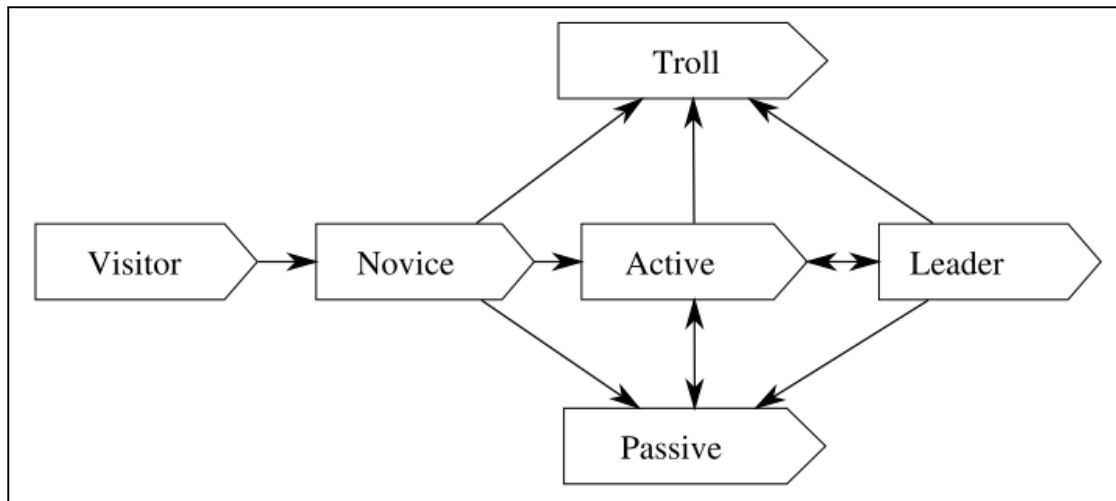 Troll
Visitor
Novice
Active
Leader
Passive